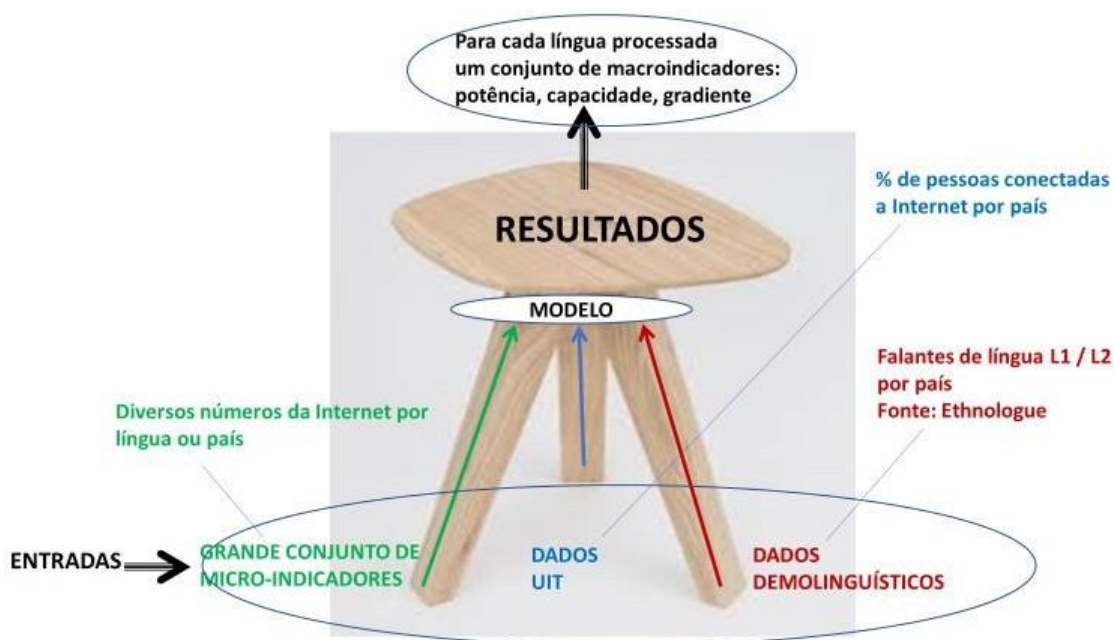 Para cada língua processada
um conjunto de macroindicadores:
potência, capacidade, gradiente
% de pessoas conectadas
a Internet por país
RESULTADOS
MODELO
Falantes de língua L1 / L2
por país
Fonte: Ethnologue
Diversos números da Internet por
língua ou país
ENTRADAS
GRANDE CONJUNTO DE
MICRO-INDICADORES
DADOS
UIT
DADOS
DEMOLINGUÍSTICOS